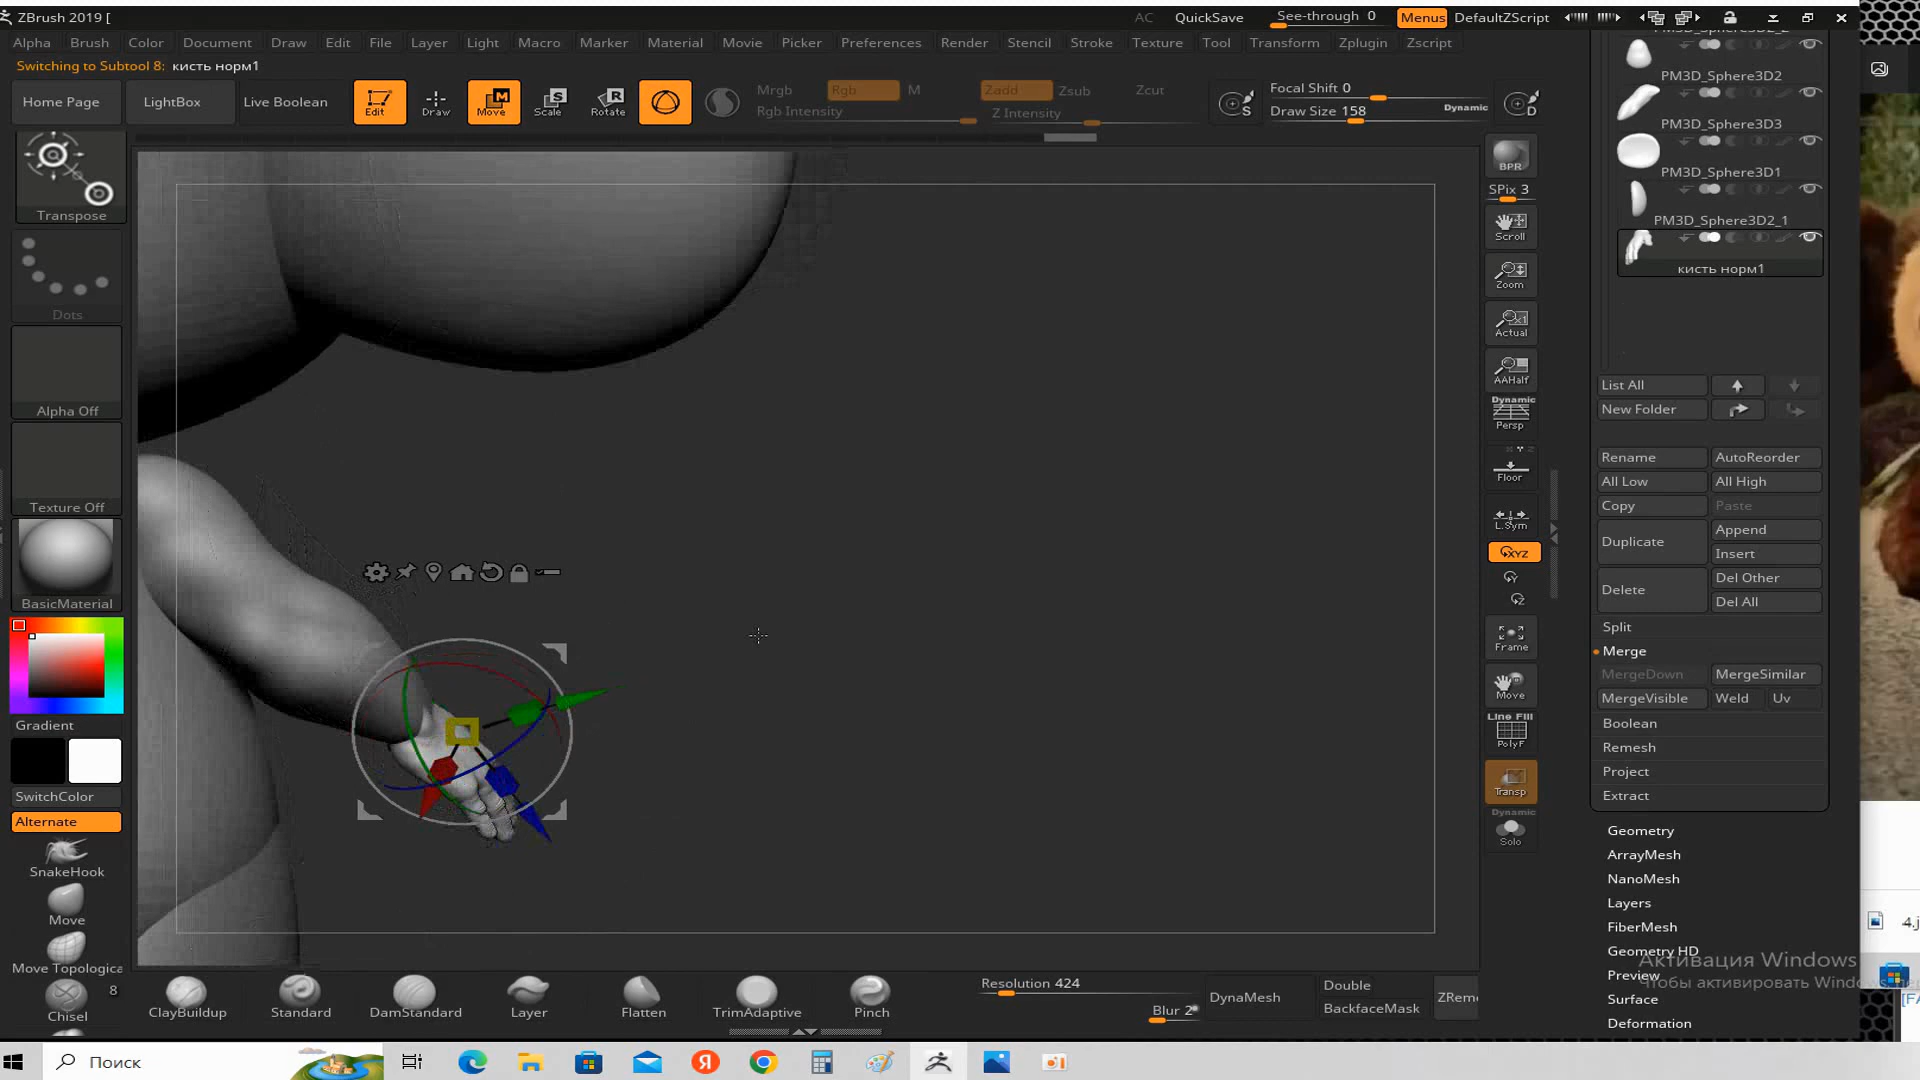 ZBrush 2019 [
AC QuickSave See-through 0 Menus DefaultZScript
Alpha Brush Color Document Draw Edit File Layer Light Macro Marker Material Movie Picker Preferences Render Stencil Stroke Texture Tool Transform Zplugin Zscript
Switching to Subtool 8: кисть норм1
Home Page LightBox Live Boolean
Edit Draw Move Scale Rotate
Mrgb Rgb M
Rgb Intensity
Zadd Zsub Zcut
Z Intensity
Focal Shift 0
Draw Size 158 Dynamic
S
D
Transpose
Dots
Alpha Off
Texture Off
BasicMaterial
Gradient
SwitchColor
Alternate
SnakeHook
Move
Move Topologica
8
Chisel
ClayBuildup Standard DamStandard Layer Flatten TrimAdaptive Pinch
Resolution 424
Blur 2
DynaMesh
Double
BackfaceMask
ZReme
BPR
SPix 3
Scroll
Zoom
Actual
AAHalf
Dynamic
Persp
Floor
L.Sym
XYZ
Y
Z
Frame
Move
Line Fill
PolyF
Transp
Dynamic
Solo
PM3D_Sphere3D2_2
PM3D_Sphere3D2
PM3D_Sphere3D3
PM3D_Sphere3D1
PM3D_Sphere3D2_1
кисть норм1
List All
New Folder
Rename AutoReorder
All Low All High
Copy Paste
Duplicate Append
Insert
Delete Del Other
Del All
Split
Merge
MergeDown MergeSimilar
MergeVisible Weld Uv
Boolean
Remesh
Project
Extract
Geometry
ArrayMesh
NanoMesh
Layers
FiberMesh
Geometry HD
Preview
Surface
Deformation
Активация Windows
Чтобы активировать Windows
4.j
[FA
Поиск